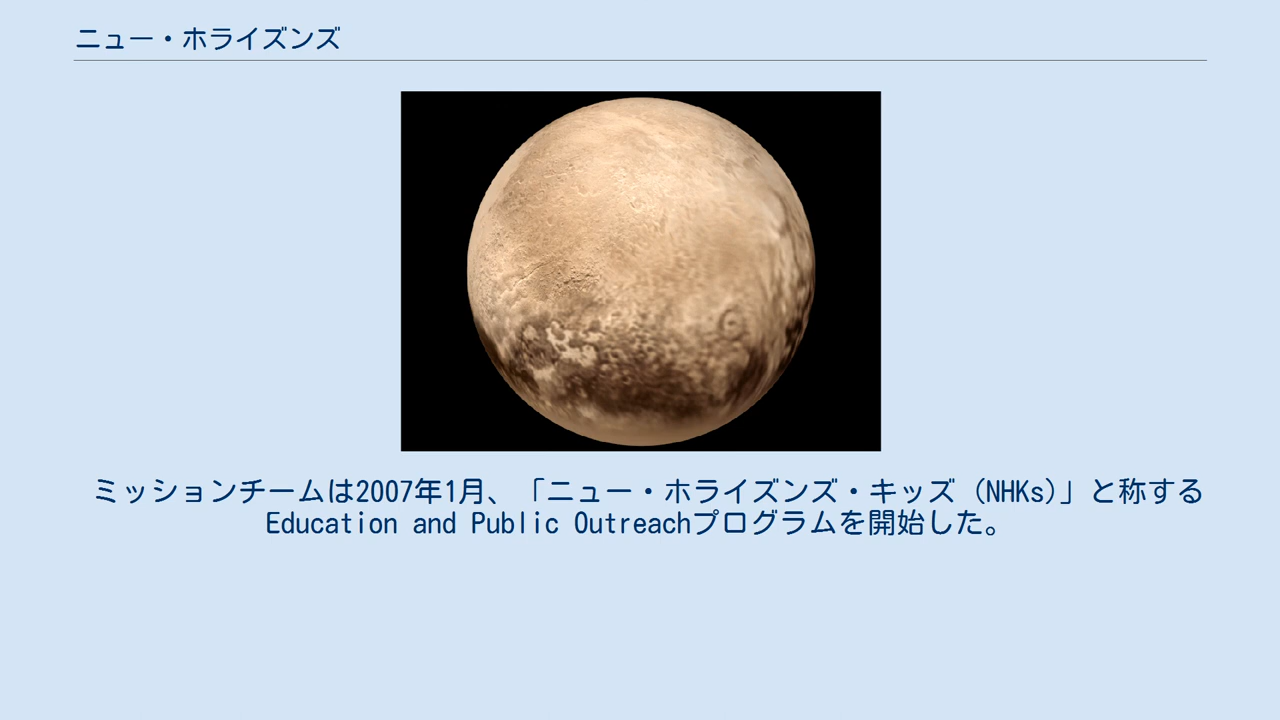 ニュー・ホライズンズ
ミッションチームは2007年1月、「ニュー・ホライズンズ・キッズ (NHKs)」と称する
Education and Public Outreachプログラムを開始した。